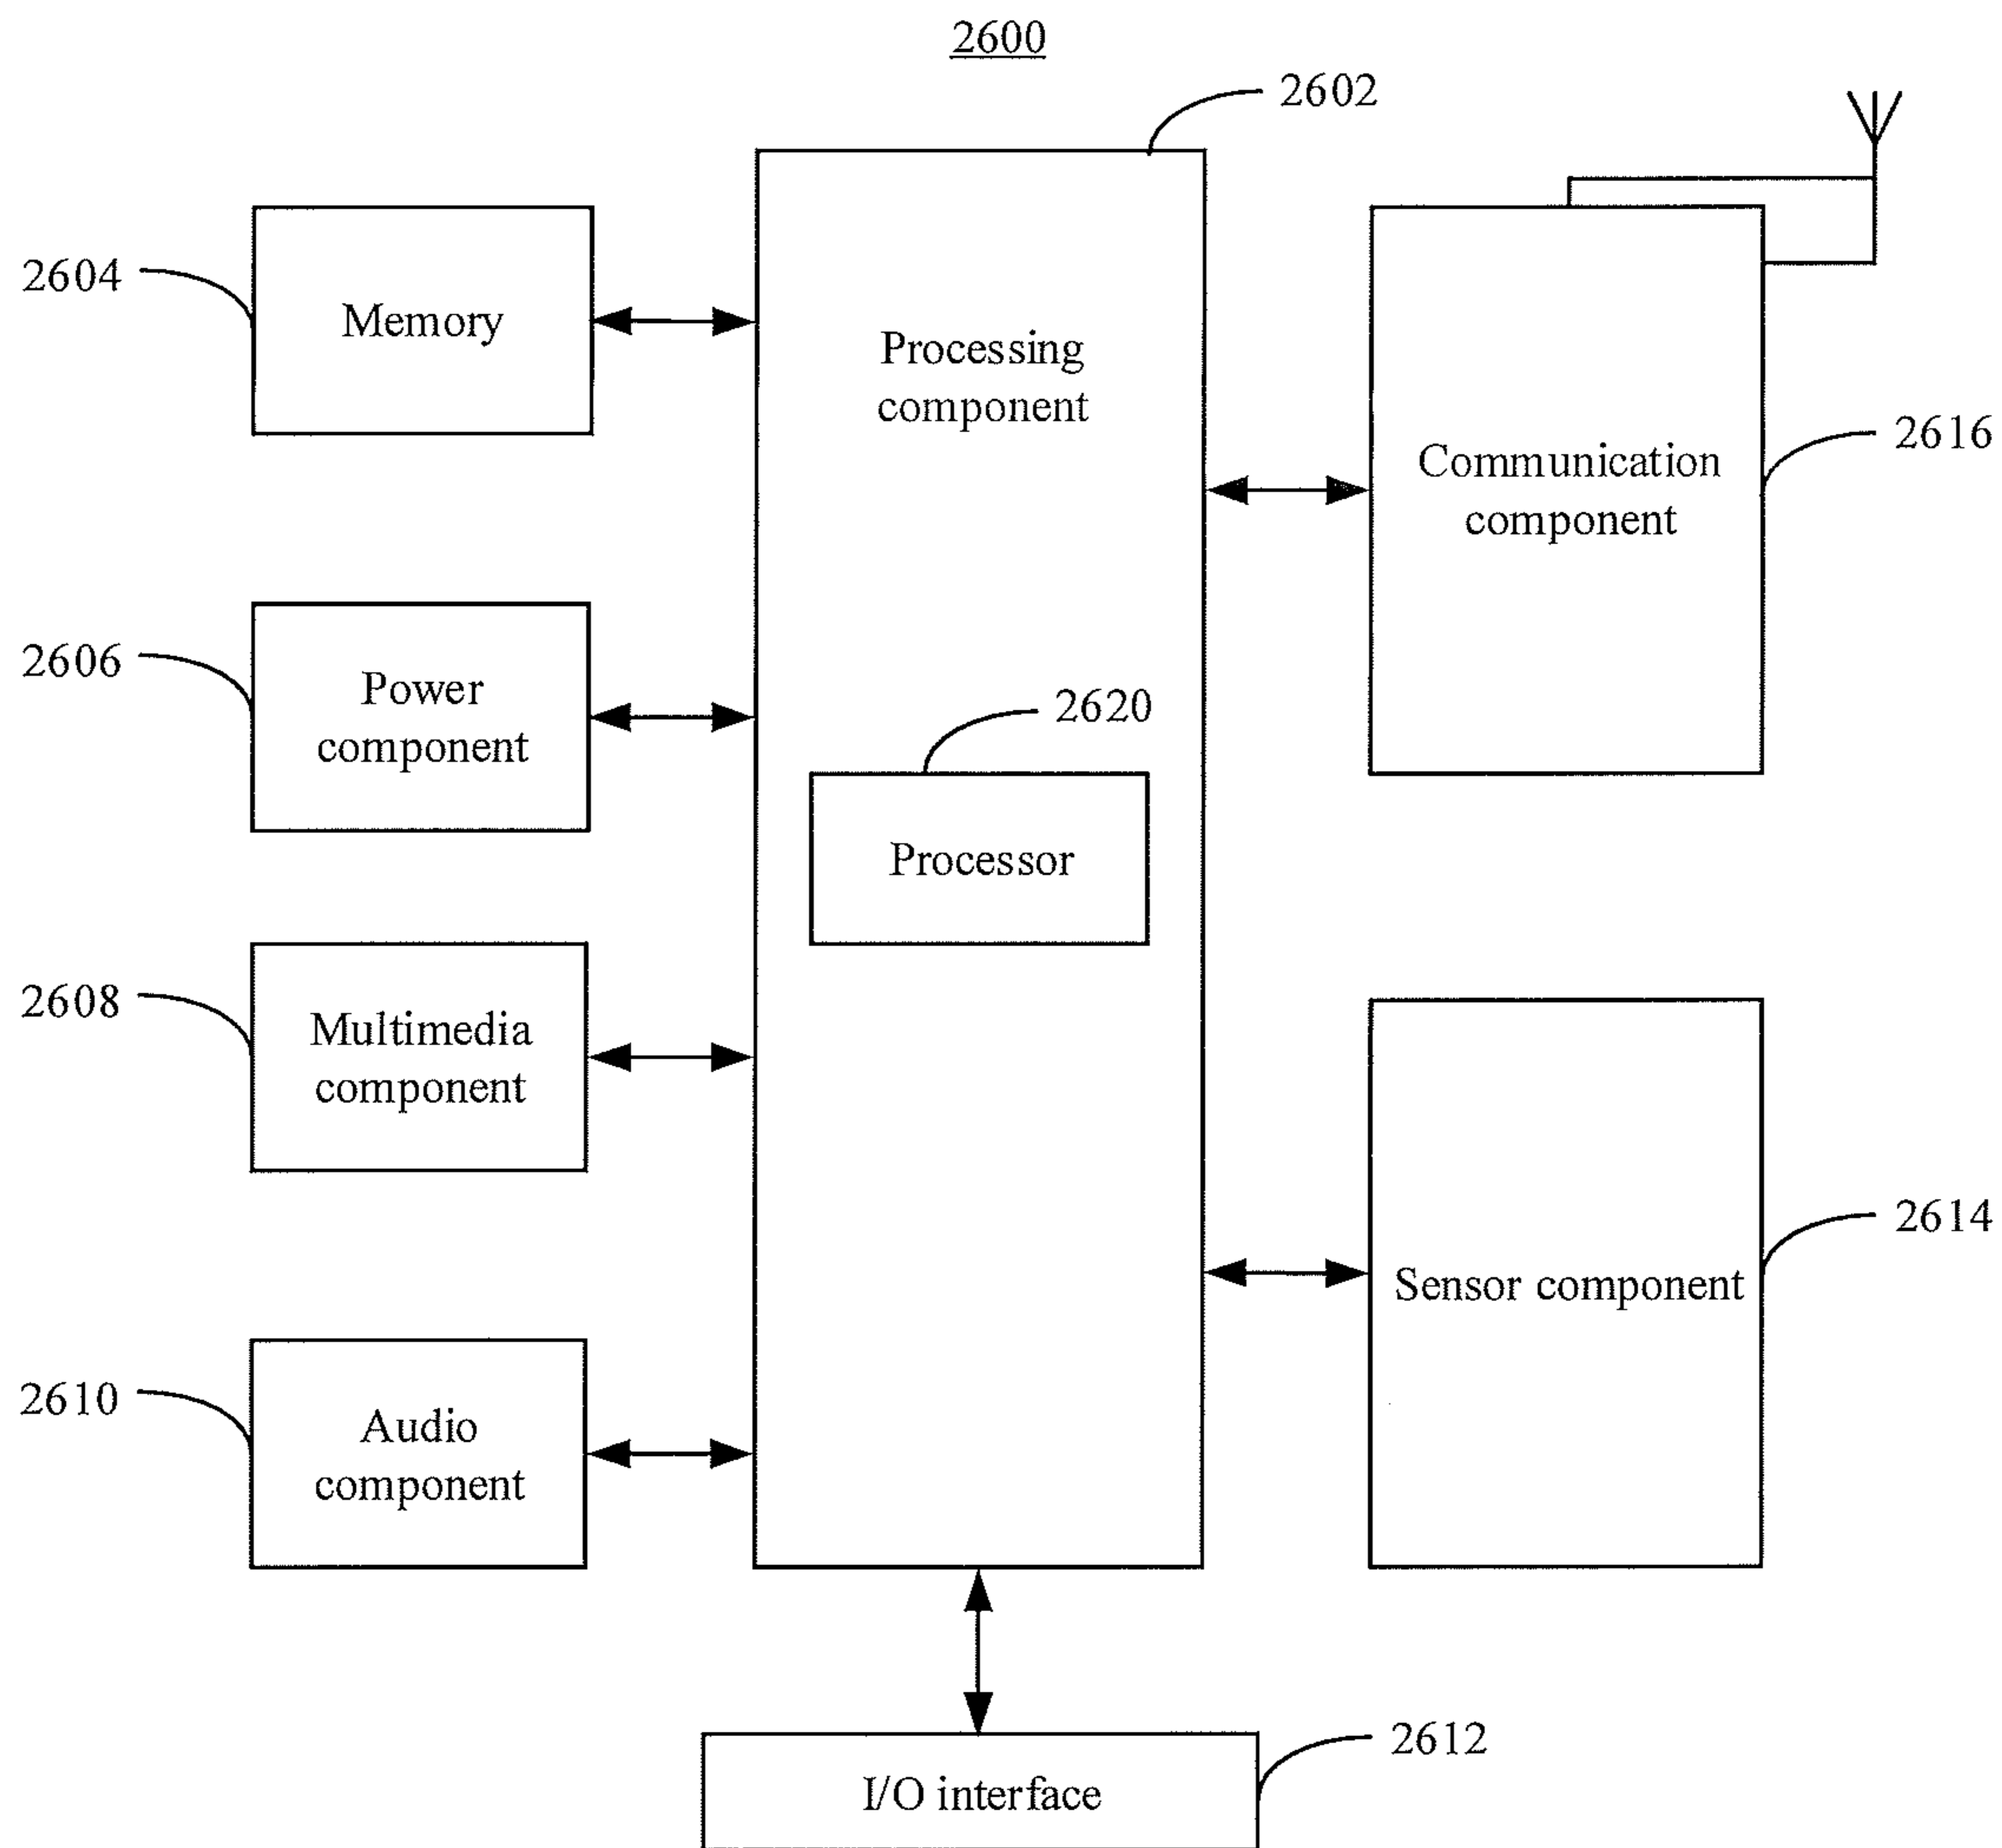 2600
2602
2604
Memory
Processing
component
Communication
component
2616
2606
Power
component
2620
Processor
2608
Multimedia
component
2614
Sensor component
2610
Audio
component
2612
I/O interface